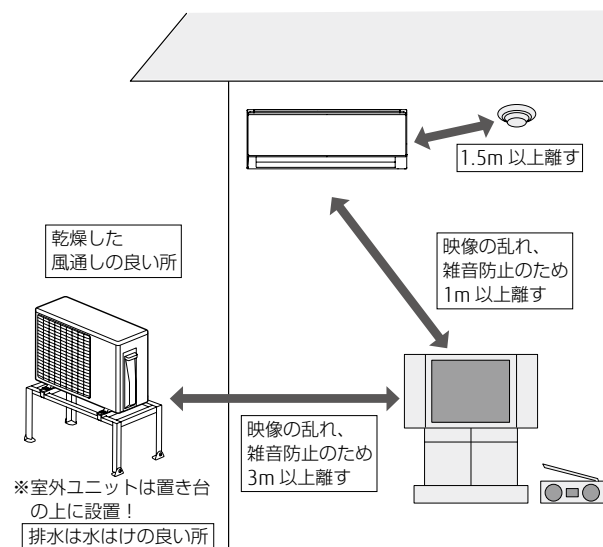 1.5m 以上離す
乾燥した
風通しの良い所
映像の乱れ、
雑音防止のため
1m 以上離す
映像の乱れ、
雑音防止のため
3m 以上離す
※室外ユニットは置き台
の上に設置！
排水は水はけの良い所